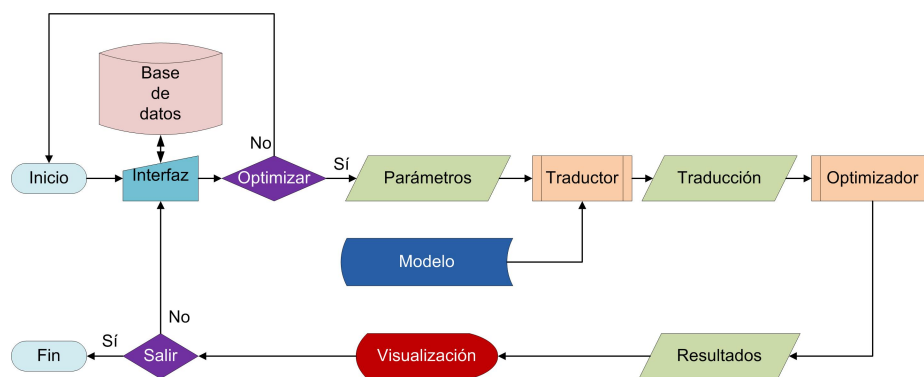 Base
de
datos
No
Sí
Inicio
Interfaz
Optimizar
Parámetros
Traductor
Traducción
Optimizador
Modelo
No
Sí
Fin
Salir
Visualización
Resultados